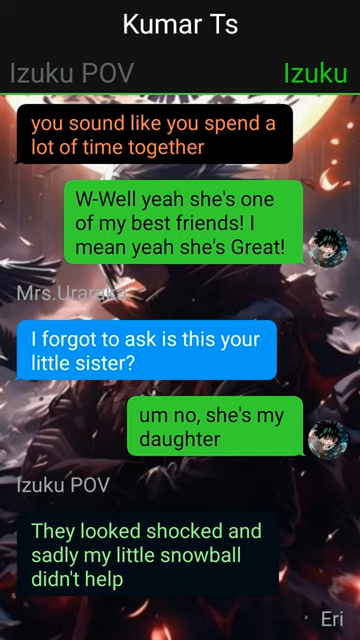 Kumar Ts
Izuku POV
Izuku
you sound like you spend a
lot of time together
W-Well yeah she's one
of my best friends! I
mean yeah she's Great!
Mrs.Uraraka
I forgot to ask is this your
little sister?
um no, she's my
daughter
Izuku POV
They looked shocked and
sadly my little snowball
didn't help
Eri